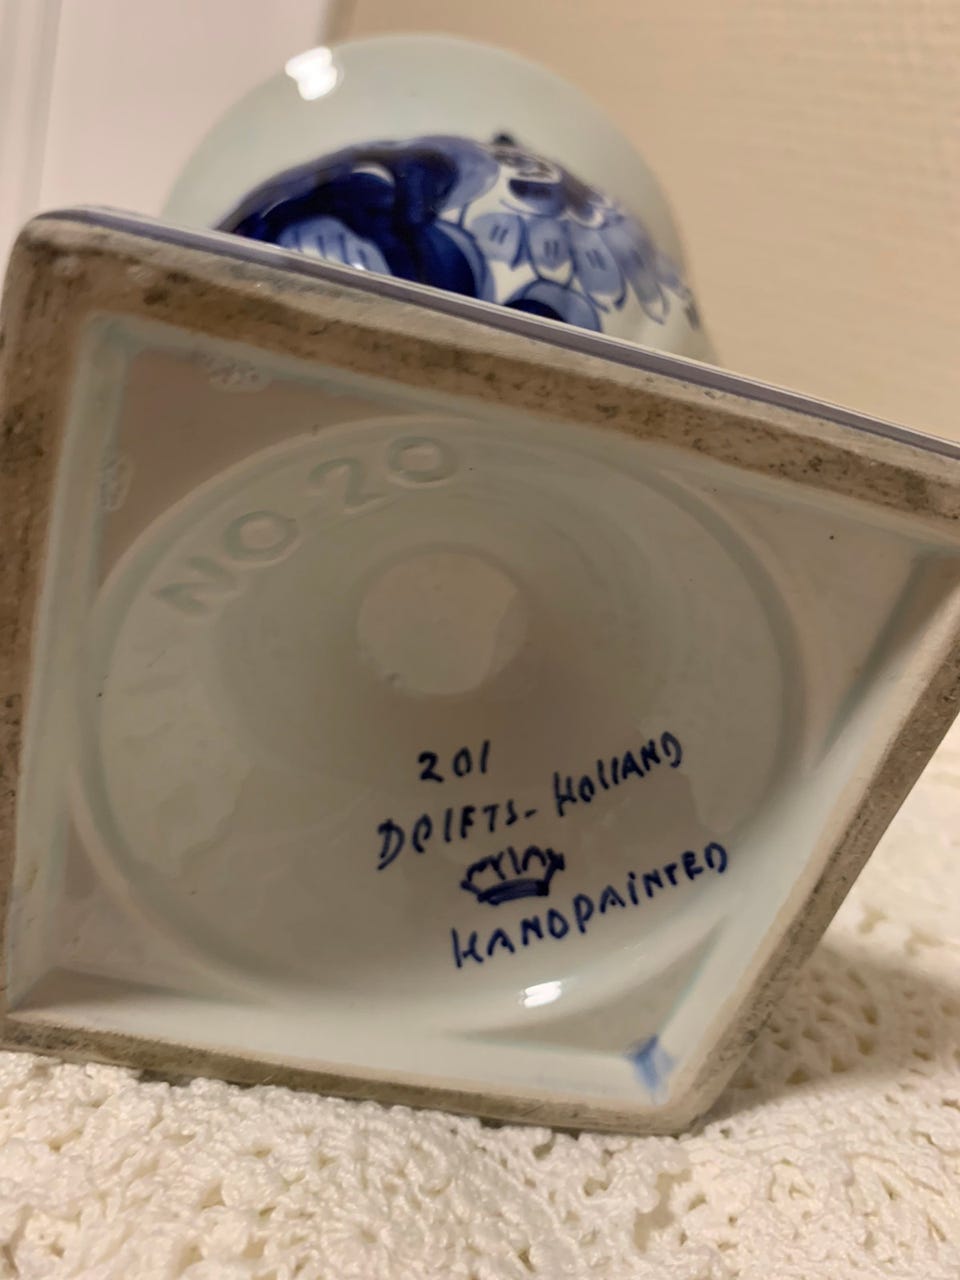 NO 20
201
DelFTS- HollAND
HANDPAiNTED